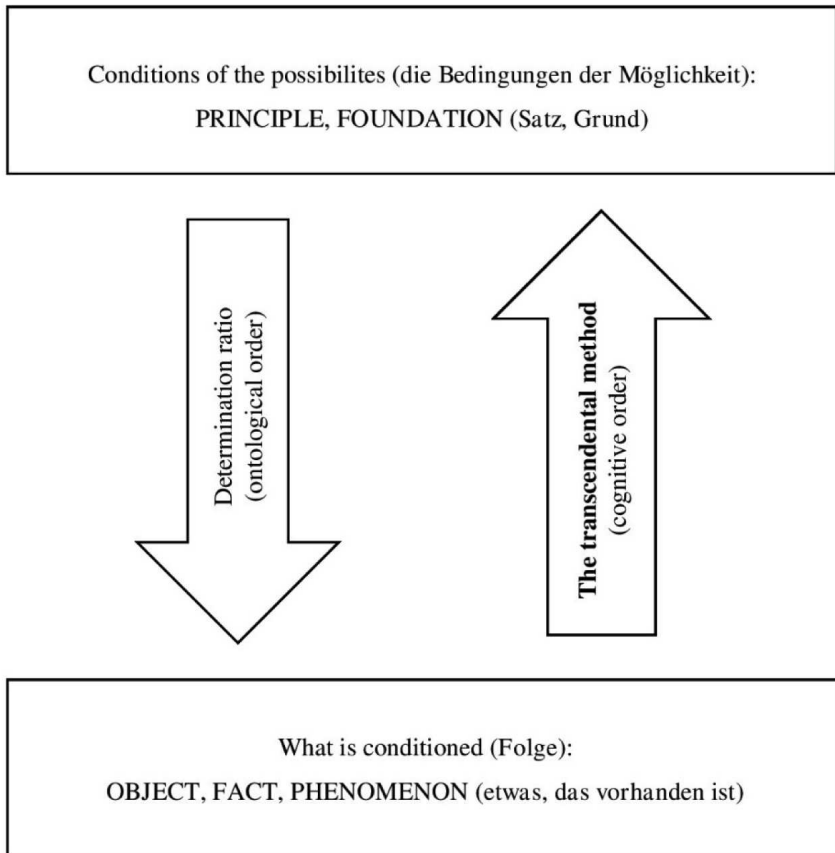 Conditions of the possibilites (die Bedingungen der Möglichkeit):
PRINCIPLE, FOUNDATION (Satz, Grund)
Determination ratio
(ontological order)
The transcendental method
(cognitive order)
What is conditioned (Folge):
OBJECT, FACT, PHENOMENON (etwas, das vorhanden ist)